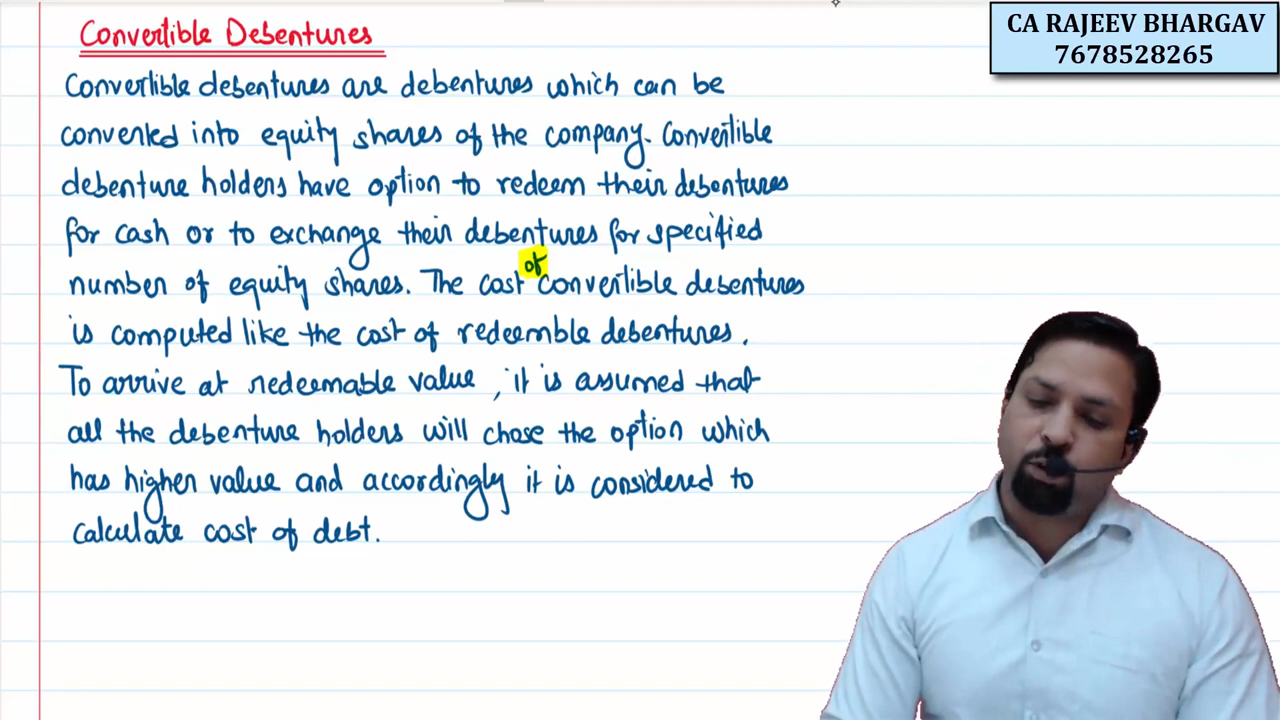 Convertible Debentures
CA RAJEEV BHARGAV
7678528265
Convertible debentures are debentures which can be
converted into equity shares of the company. Convertible
debenture holders have option to redeem their debentures
for cash or to exchange their debentures for specified
number of equity shares. The cost of convertible debentures
is computed like the cost of redeemble debentures.
To arrive at redeemable value, it is assumed that
all the debenture holders will chose the option which
has higher value and accordingly it is considered to
calculate cost of debt.